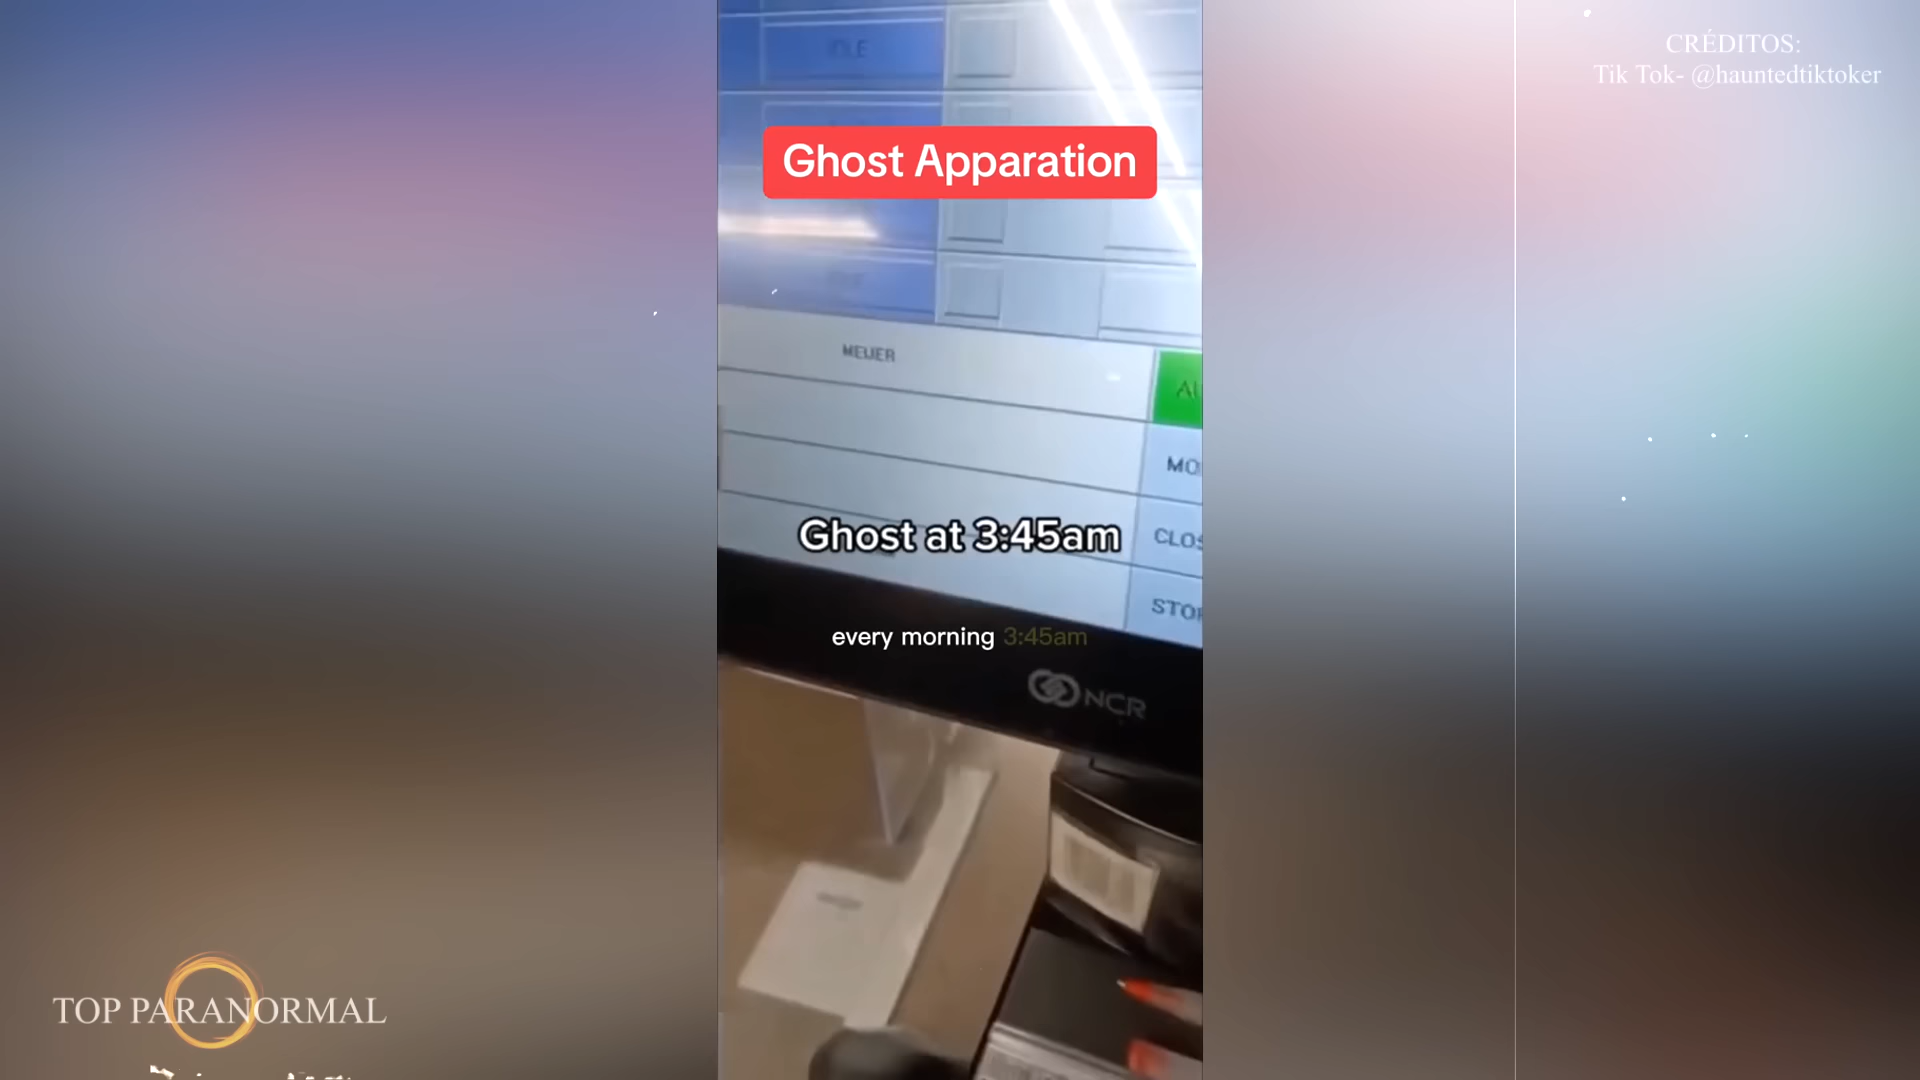 CRÉDITOS:
Tik Tok- @hauntedtiktoker
Ghost Apparation
MEIJER
Ghost at 3:45am
every morning 3:45am
NCR
TOP PARANORMAL